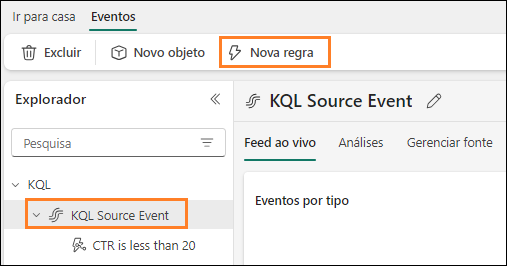 Ir para casa Eventos
Excluir Novo objeto Nova regra
Explorador
Pesquisa
KQL
KQL Source Event
CTR is less than 20
KQL Source Event
Feed ao vivo Análises Gerenciar fonte
Eventos por tipo